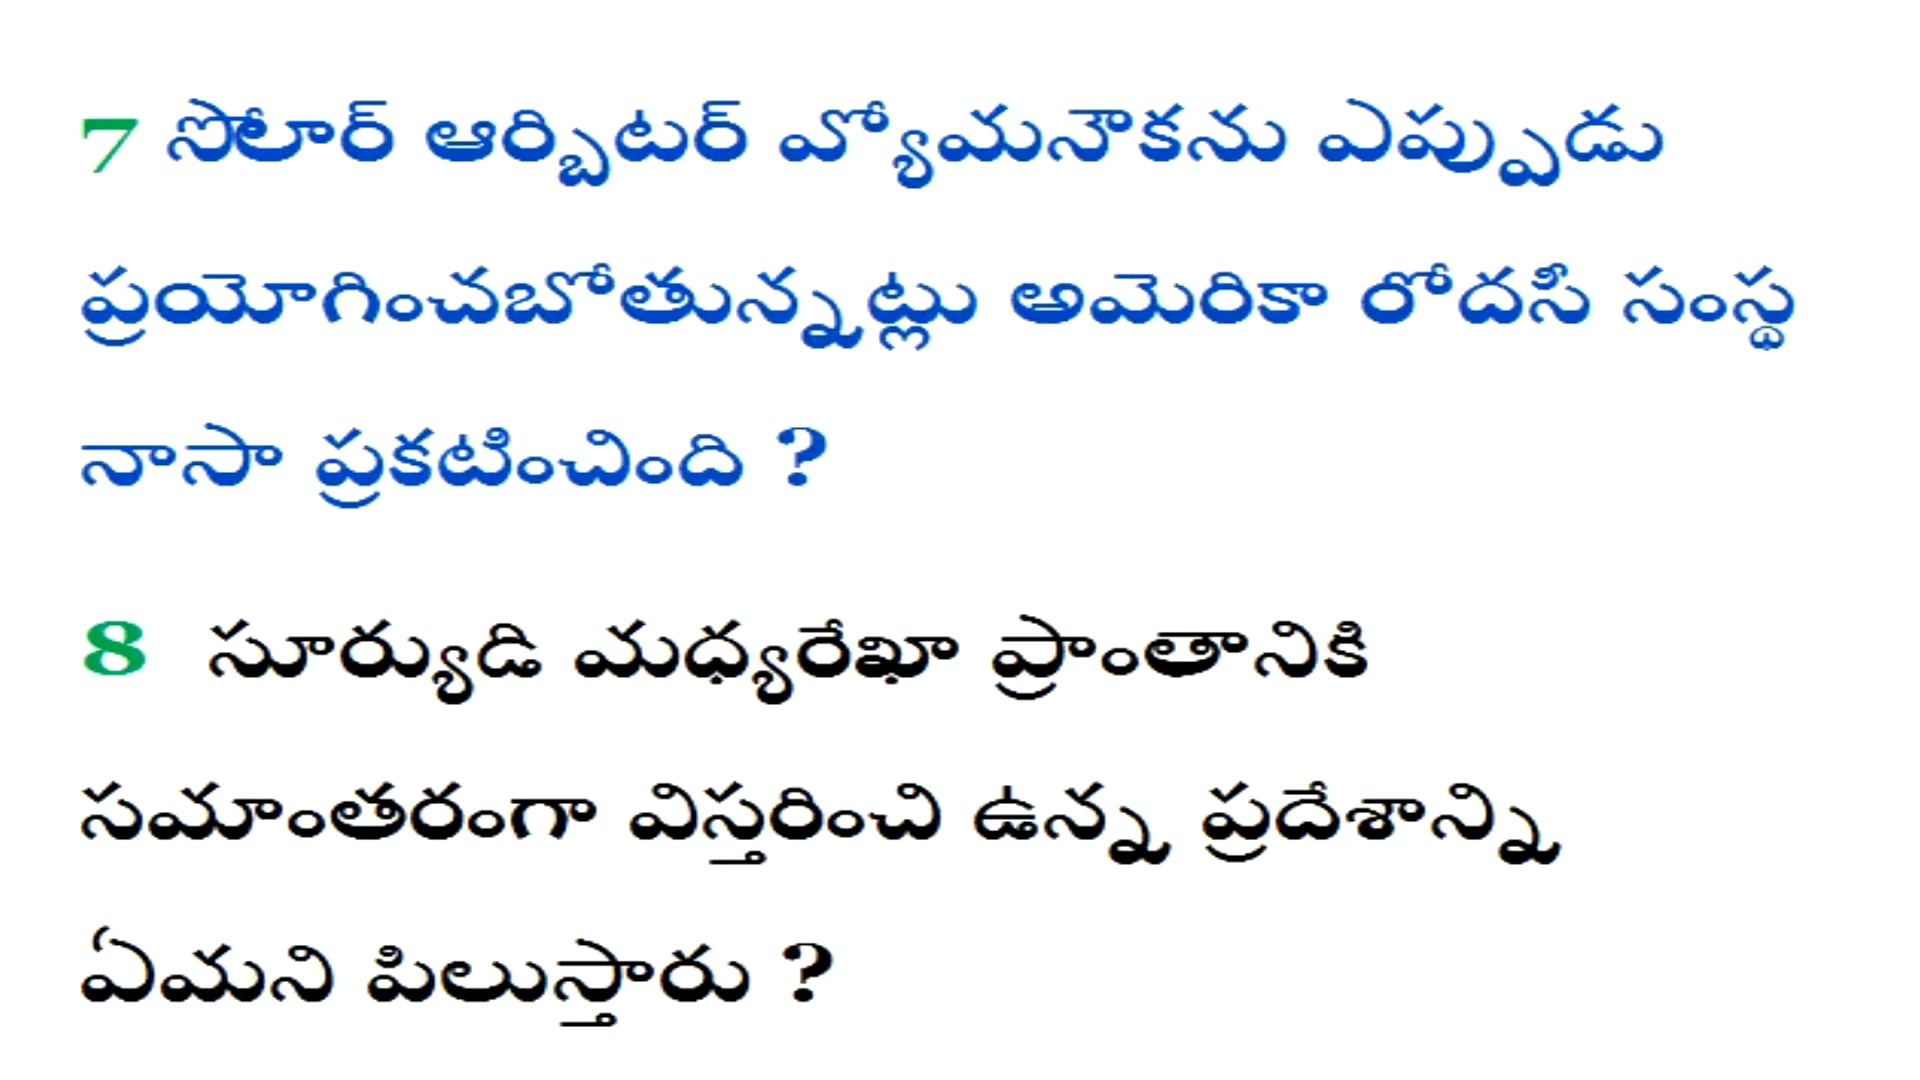 7 సోలార్ ఆర్బిటర్ వ్యోమనౌకను ఎప్పుడు
ప్రయోగించబోతున్నట్లు అమెరికా రోదసీ సంస్థ
నాసా ప్రకటించింది ?
8 సూర్యుడి మధ్యరేఖా ప్రాంతానికి
సమాంతరంగా విస్తరించి ఉన్న ప్రదేశాన్ని
ఏమని పిలుస్తారు ?